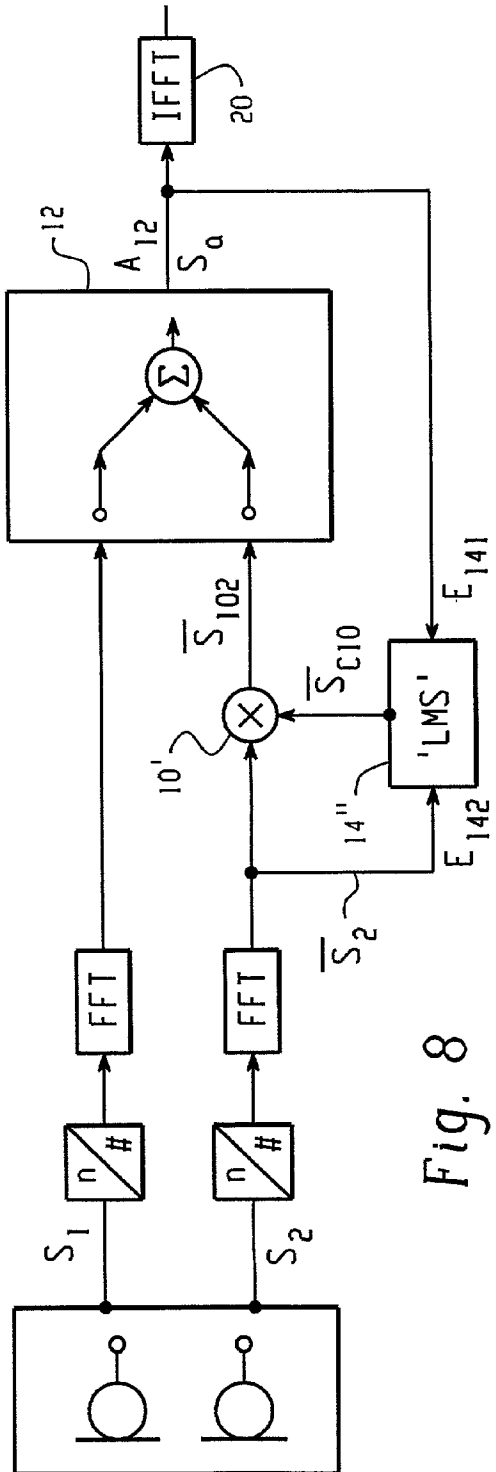 S1
n
#
FFT
12
Σ
A12
Sa
IFFT
20
S2
n
#
FFT
S̅2
10'
×
S̅102
S̅C10
14"
'LMS'
E142
E141
Fig. 8